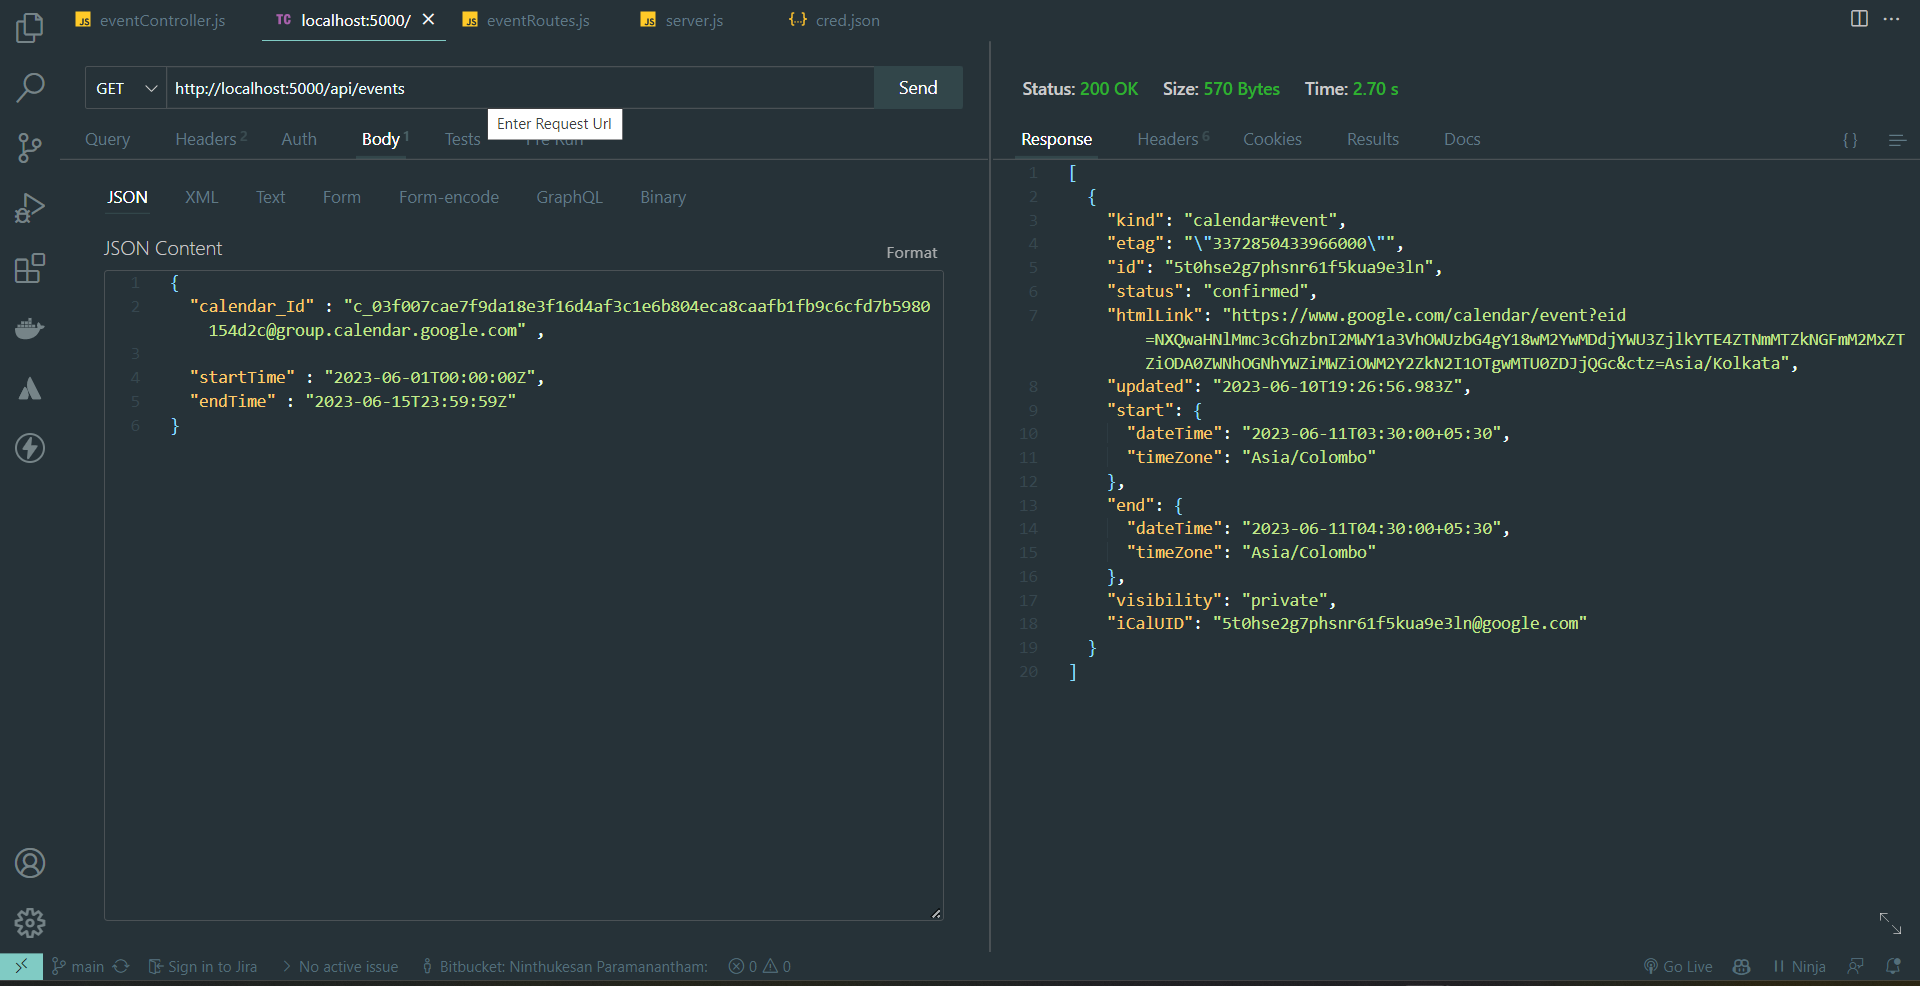 eventController.js
TC localhost:5000/
eventRoutes.js
server.js
cred.json
GET http://localhost:5000/api/events Send
Enter Request Url
Query Headers 2 Auth Body 1 Tests Pre Run
JSON XML Text Form Form-encode GraphQL Binary
JSON Content
Format
1 {
2 "calendar_Id" : "c_03f007cae7f9da18e3f16d4af3c1e6b804eca8caafb1fb9c6cfd7b5980
154d2c@group.calendar.google.com" ,
3
4 "startTime" : "2023-06-01T00:00:00Z",
5 "endTime" : "2023-06-15T23:59:59Z"
6 }
Status: 200 OK Size: 570 Bytes Time: 2.70 s
Response Headers 6 Cookies Results Docs { }
1 [
2 {
3 "kind": "calendar#event",
4 "etag": "\"3372850433966000\"",
5 "id": "5t0hse2g7phsnr61f5kua9e3ln",
6 "status": "confirmed",
7 "htmlLink": "https://www.google.com/calendar/event?eid
=NXQwaHNlMmc3cGhzbnI2MWY1a3VhOWUzbG4gY18wM2YwMDdjYWU3ZjlkYTE4ZTNmMTZkNGFmM2MxZT
ZiODA0ZWNhOGNhYWZiMWZiOWM2Y2ZkN2I1OTgwMTU0ZDJjQGc&ctz=Asia/Kolkata",
8 "updated": "2023-06-10T19:26:56.983Z",
9 "start": {
10 "dateTime": "2023-06-11T03:30:00+05:30",
11 "timeZone": "Asia/Colombo"
12 },
13 "end": {
14 "dateTime": "2023-06-11T04:30:00+05:30",
15 "timeZone": "Asia/Colombo"
16 },
17 "visibility": "private",
18 "iCalUID": "5t0hse2g7phsnr61f5kua9e3ln@google.com"
19 }
20 ]
main Sign in to Jira No active issue Bitbucket: Ninthukesan Paramanantham: 0 0 Go Live Ninja